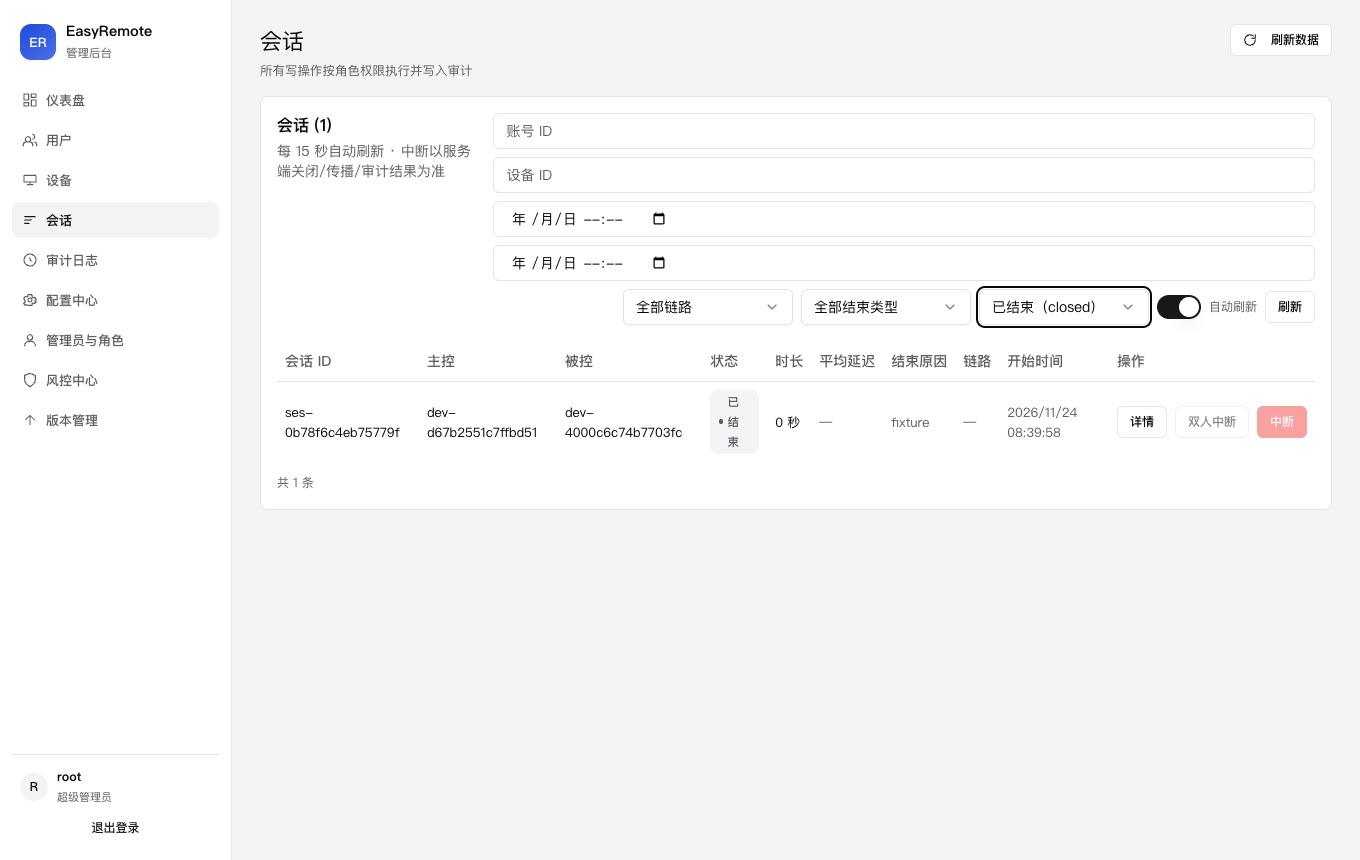 ER
EasyRemote
管理后台
仪表盘
用户
设备
会话
审计日志
配置中心
管理员与角色
风控中心
版本管理
R
root
超级管理员
退出登录
会话
所有写操作按角色权限执行并写入审计
刷新数据
会话 (1)
每 15 秒自动刷新 · 中断以服务
端关闭/传播/审计结果为准
账号 ID
设备 ID
年 /月/日 --:--
年 /月/日 --:--
全部链路
全部结束类型
已结束（closed）
自动刷新
刷新
会话 ID 主控 被控 状态 时长 平均延迟 结束原因 链路 开始时间 操作
ses-
0b78f6c4eb75779f
dev-
d67b2551c7ffbd51
dev-
4000c6c74b7703fc
已
结
束
0 秒
—
fixture
—
2026/11/24
08:39:58
详情
双人中断
中断
共 1 条